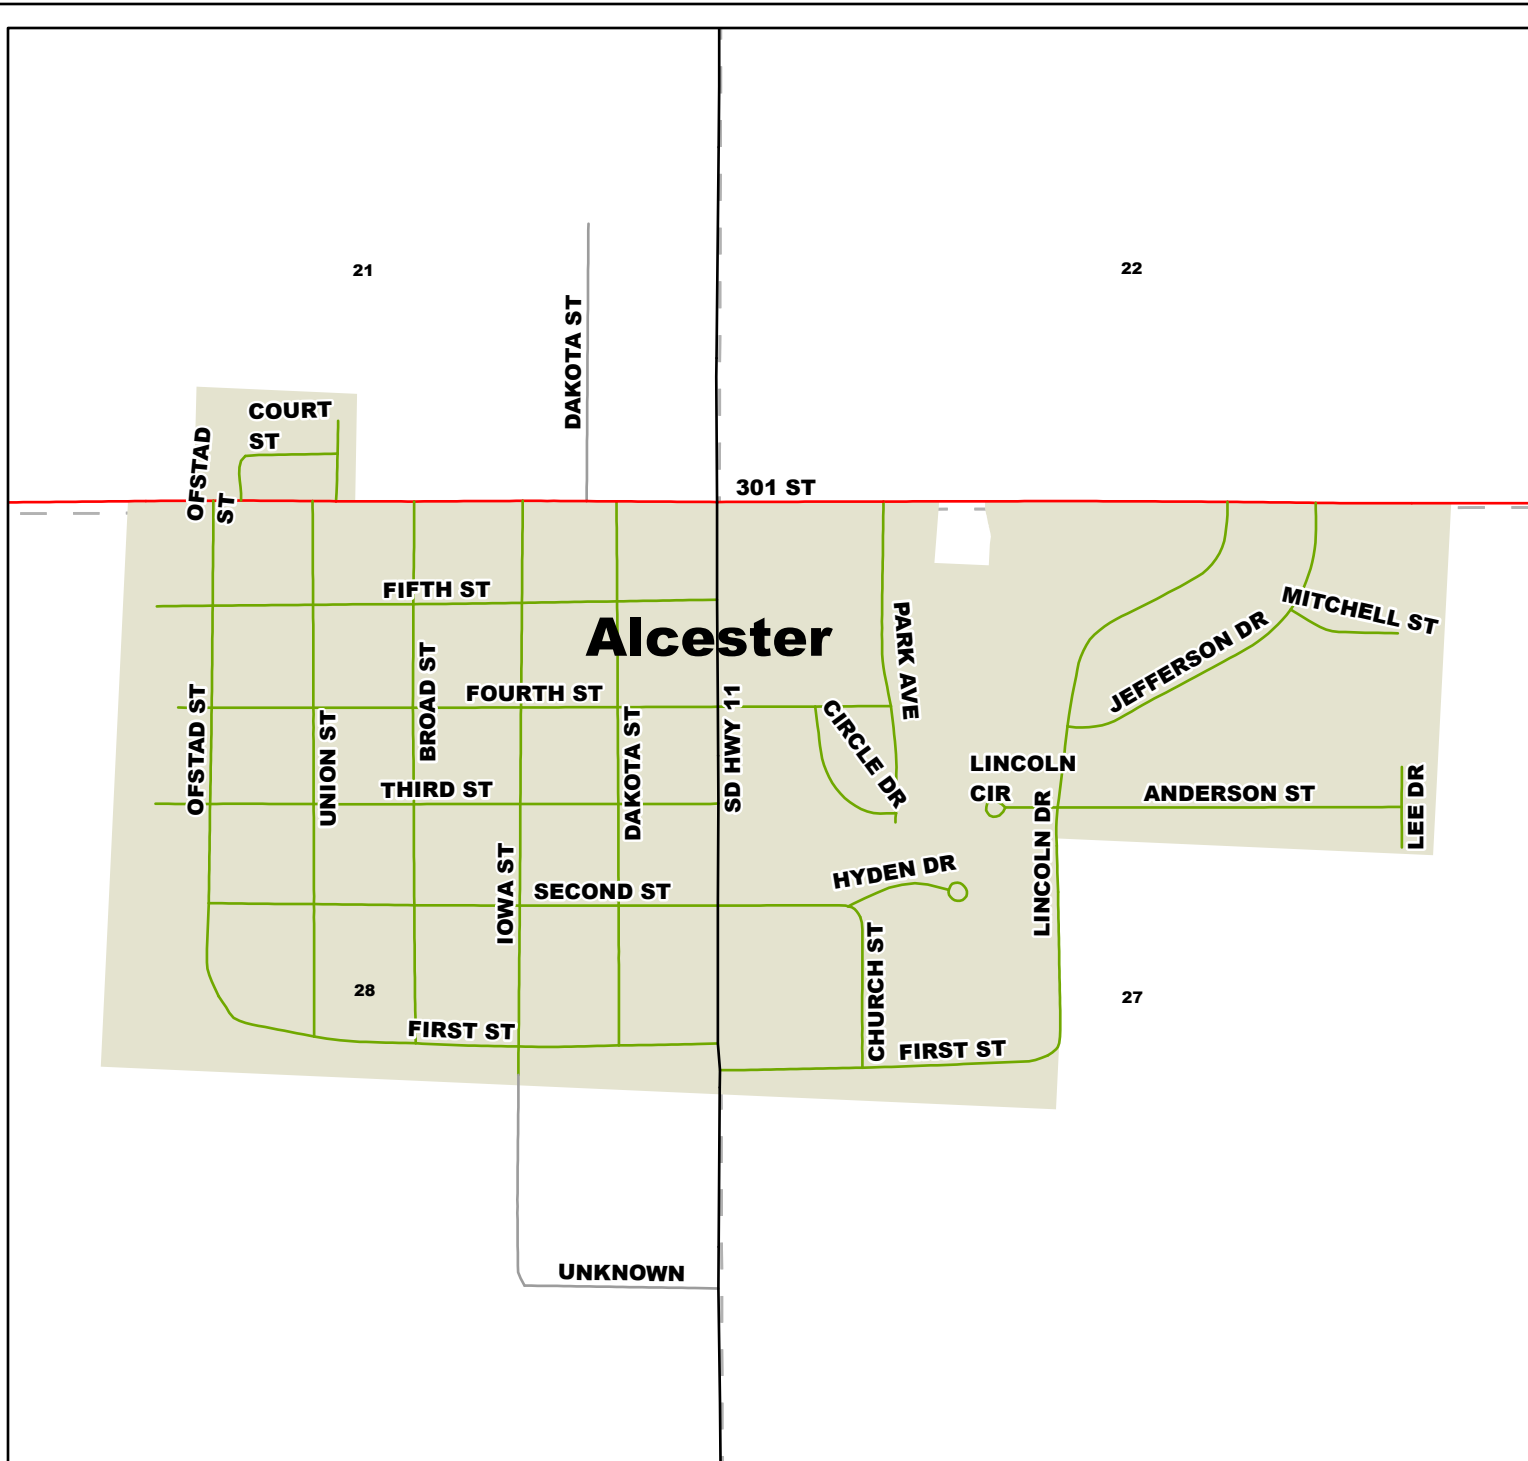 21
22
DAKOTA ST
COURT
ST
OFSTAD
ST
301 ST
FIFTH ST
MITCHELL ST
Alcester
PARK AVE
JEFFERSON DR
BROAD ST
FOURTH ST
OFSTAD ST
UNION ST
DAKOTA ST
SD HWY 11
CIRCLE DR
LINCOLN
CIR
THIRD ST
ANDERSON ST
LEE DR
LINCOLN DR
IOWA ST
HYDEN DR
SECOND ST
CHURCH ST
28
27
FIRST ST
FIRST ST
UNKNOWN